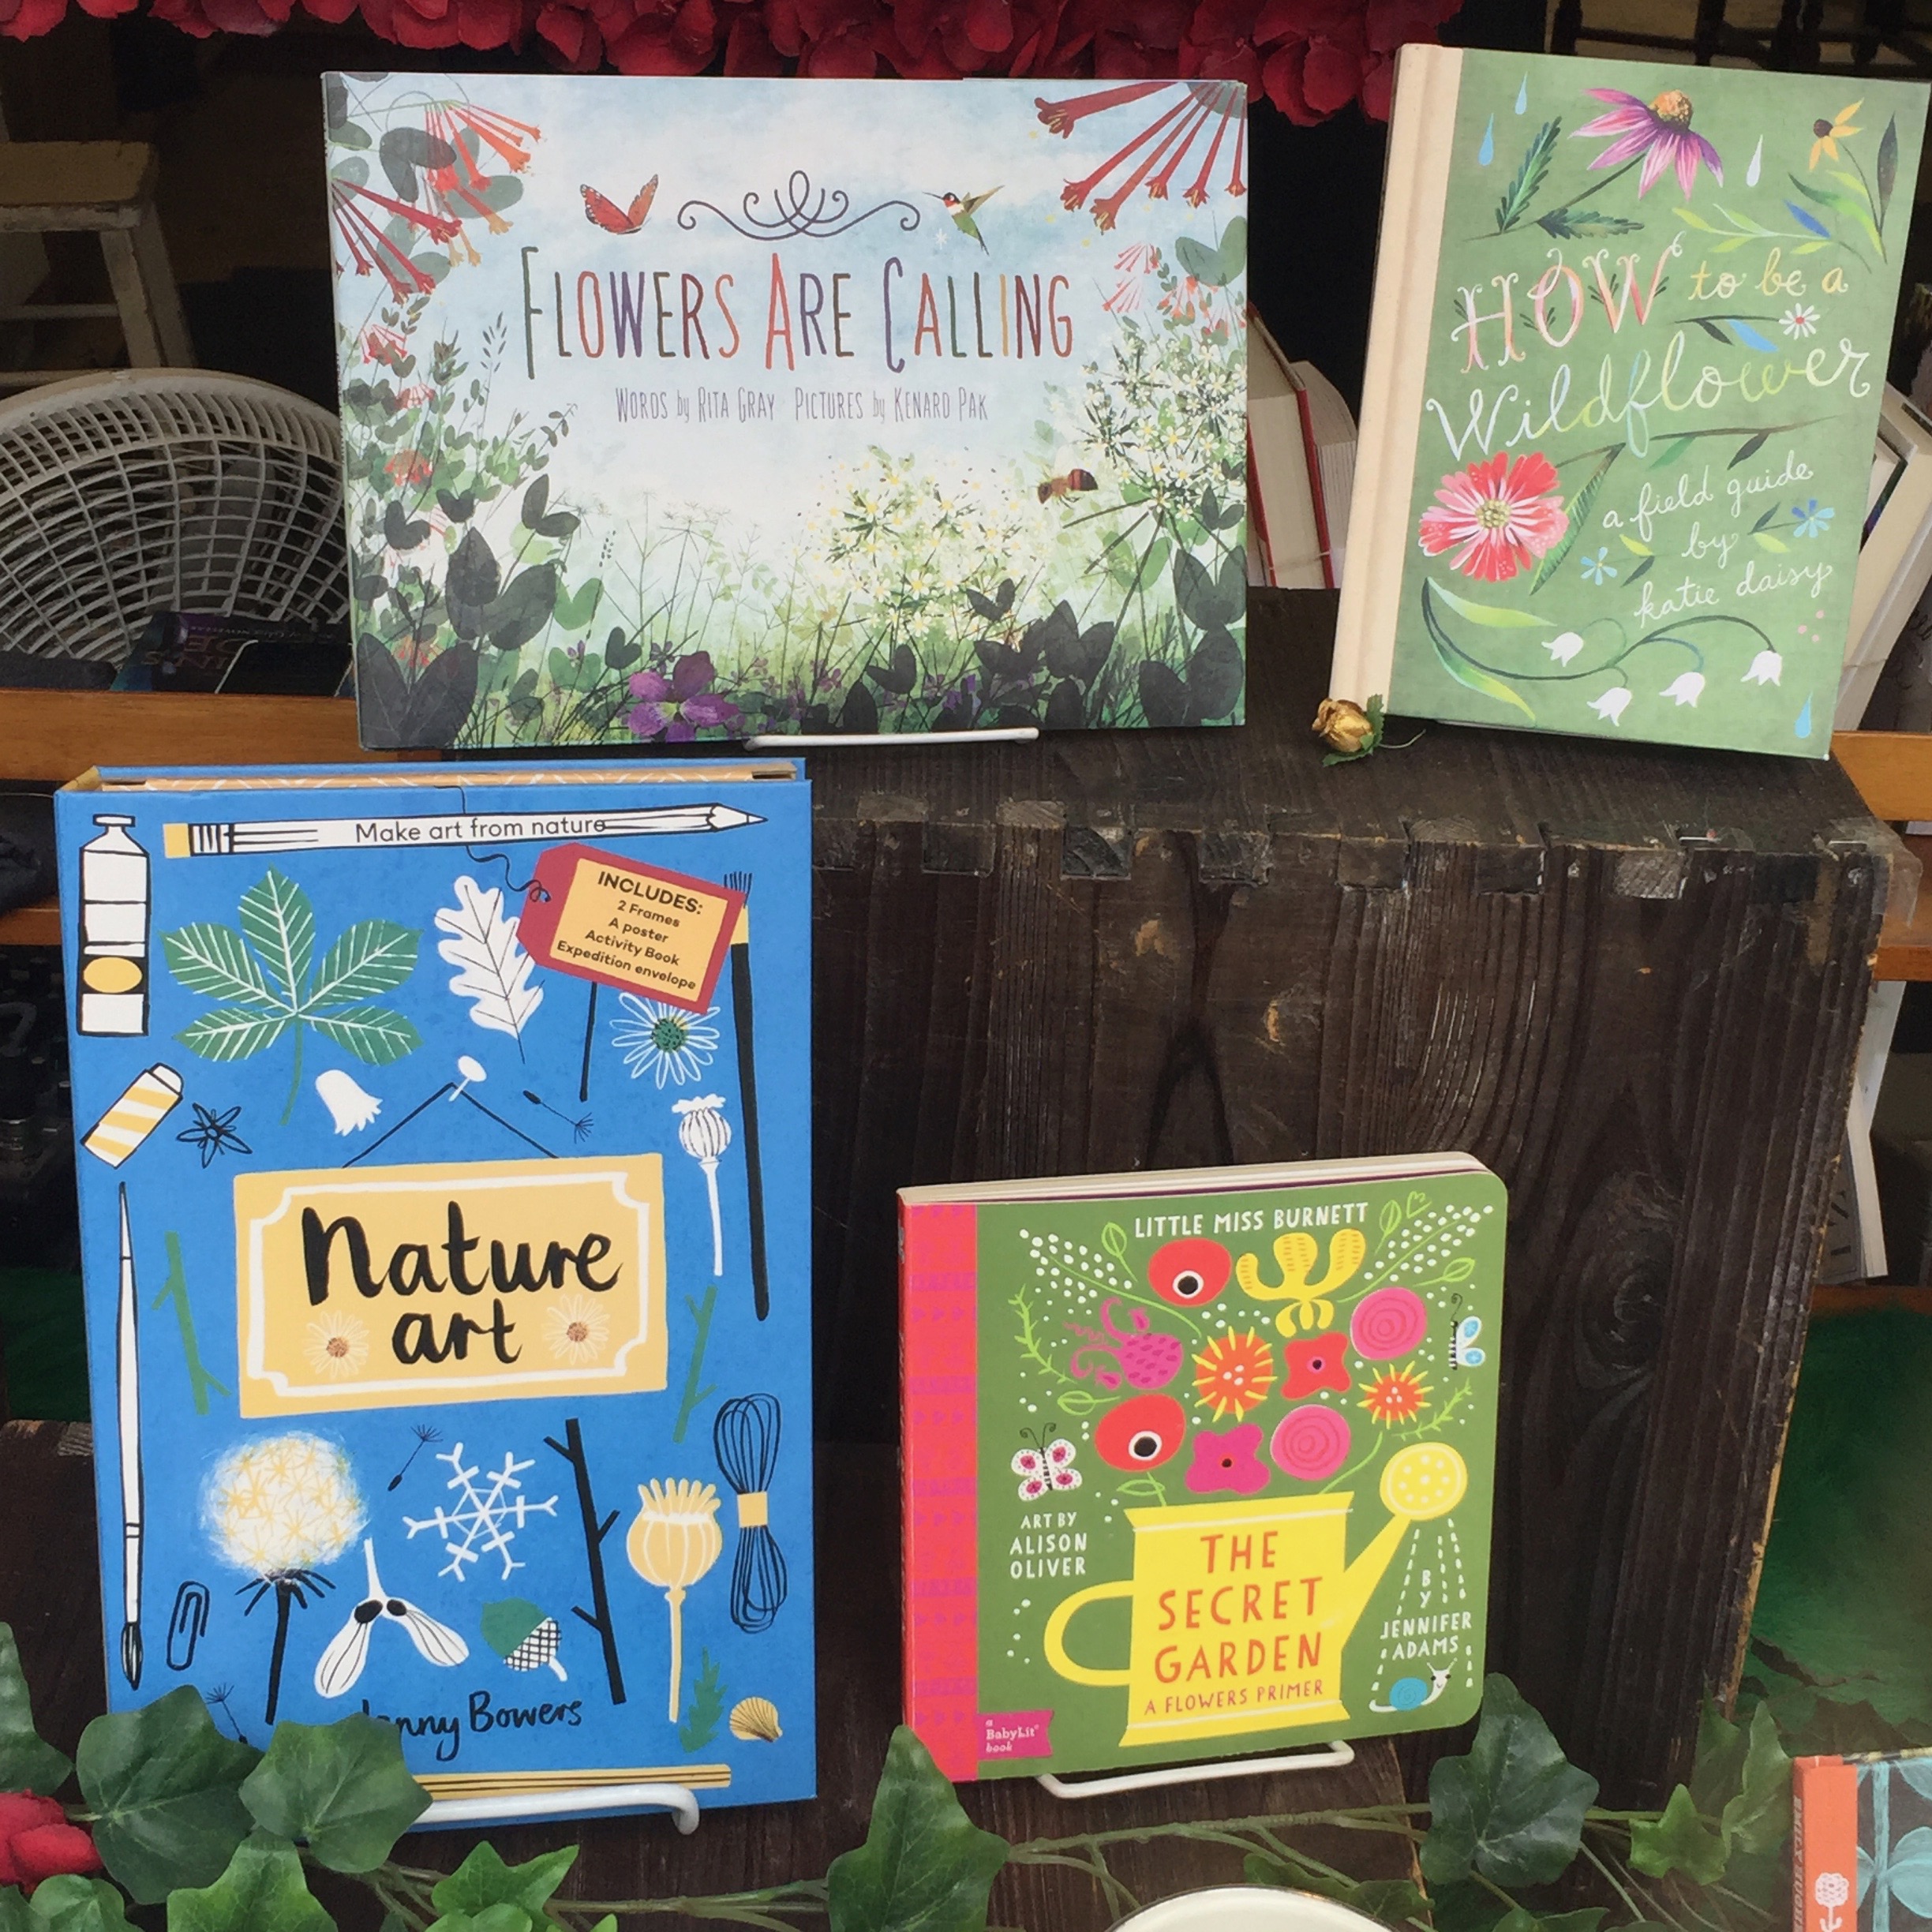 FLOWERS ARE CALLING
WORDS by RITA GRAY PICTURES by KENARD PAK
HOW to be a
Wildflower
a field guide
by
katie daisy
Make art from nature
INCLUDES:
2 Frames
A poster
Activity Book
Expedition envelope
Nature
art
Jenny Bowers
LITTLE MISS BURNETT
ART BY
ALISON
OLIVER
THE
SECRET
GARDEN
A FLOWERS PRIMER
BY
JENNIFER
ADAMS
a
BabyLit®
book